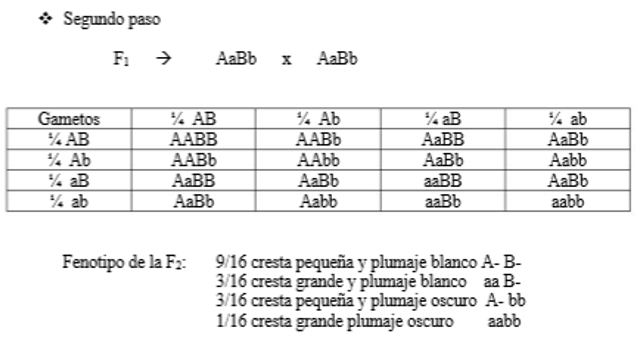 ❖ Segundo paso
F1 → AaBb x AaBb
Gametos ¼ AB ¼ Ab ¼ aB ¼ ab
¼ AB AABB AABb AaBB AaBb
¼ Ab AABb AAbb AaBb Aabb
¼ aB AaBB AaBb aaBB AaBb
¼ ab AaBb Aabb aaBb aabb
Fenotipo de la F2: 9/16 cresta pequeña y plumaje blanco A- B-
3/16 cresta grande y plumaje blanco aa B-
3/16 cresta pequeña y plumaje oscuro A- bb
1/16 cresta grande plumaje oscuro aabb